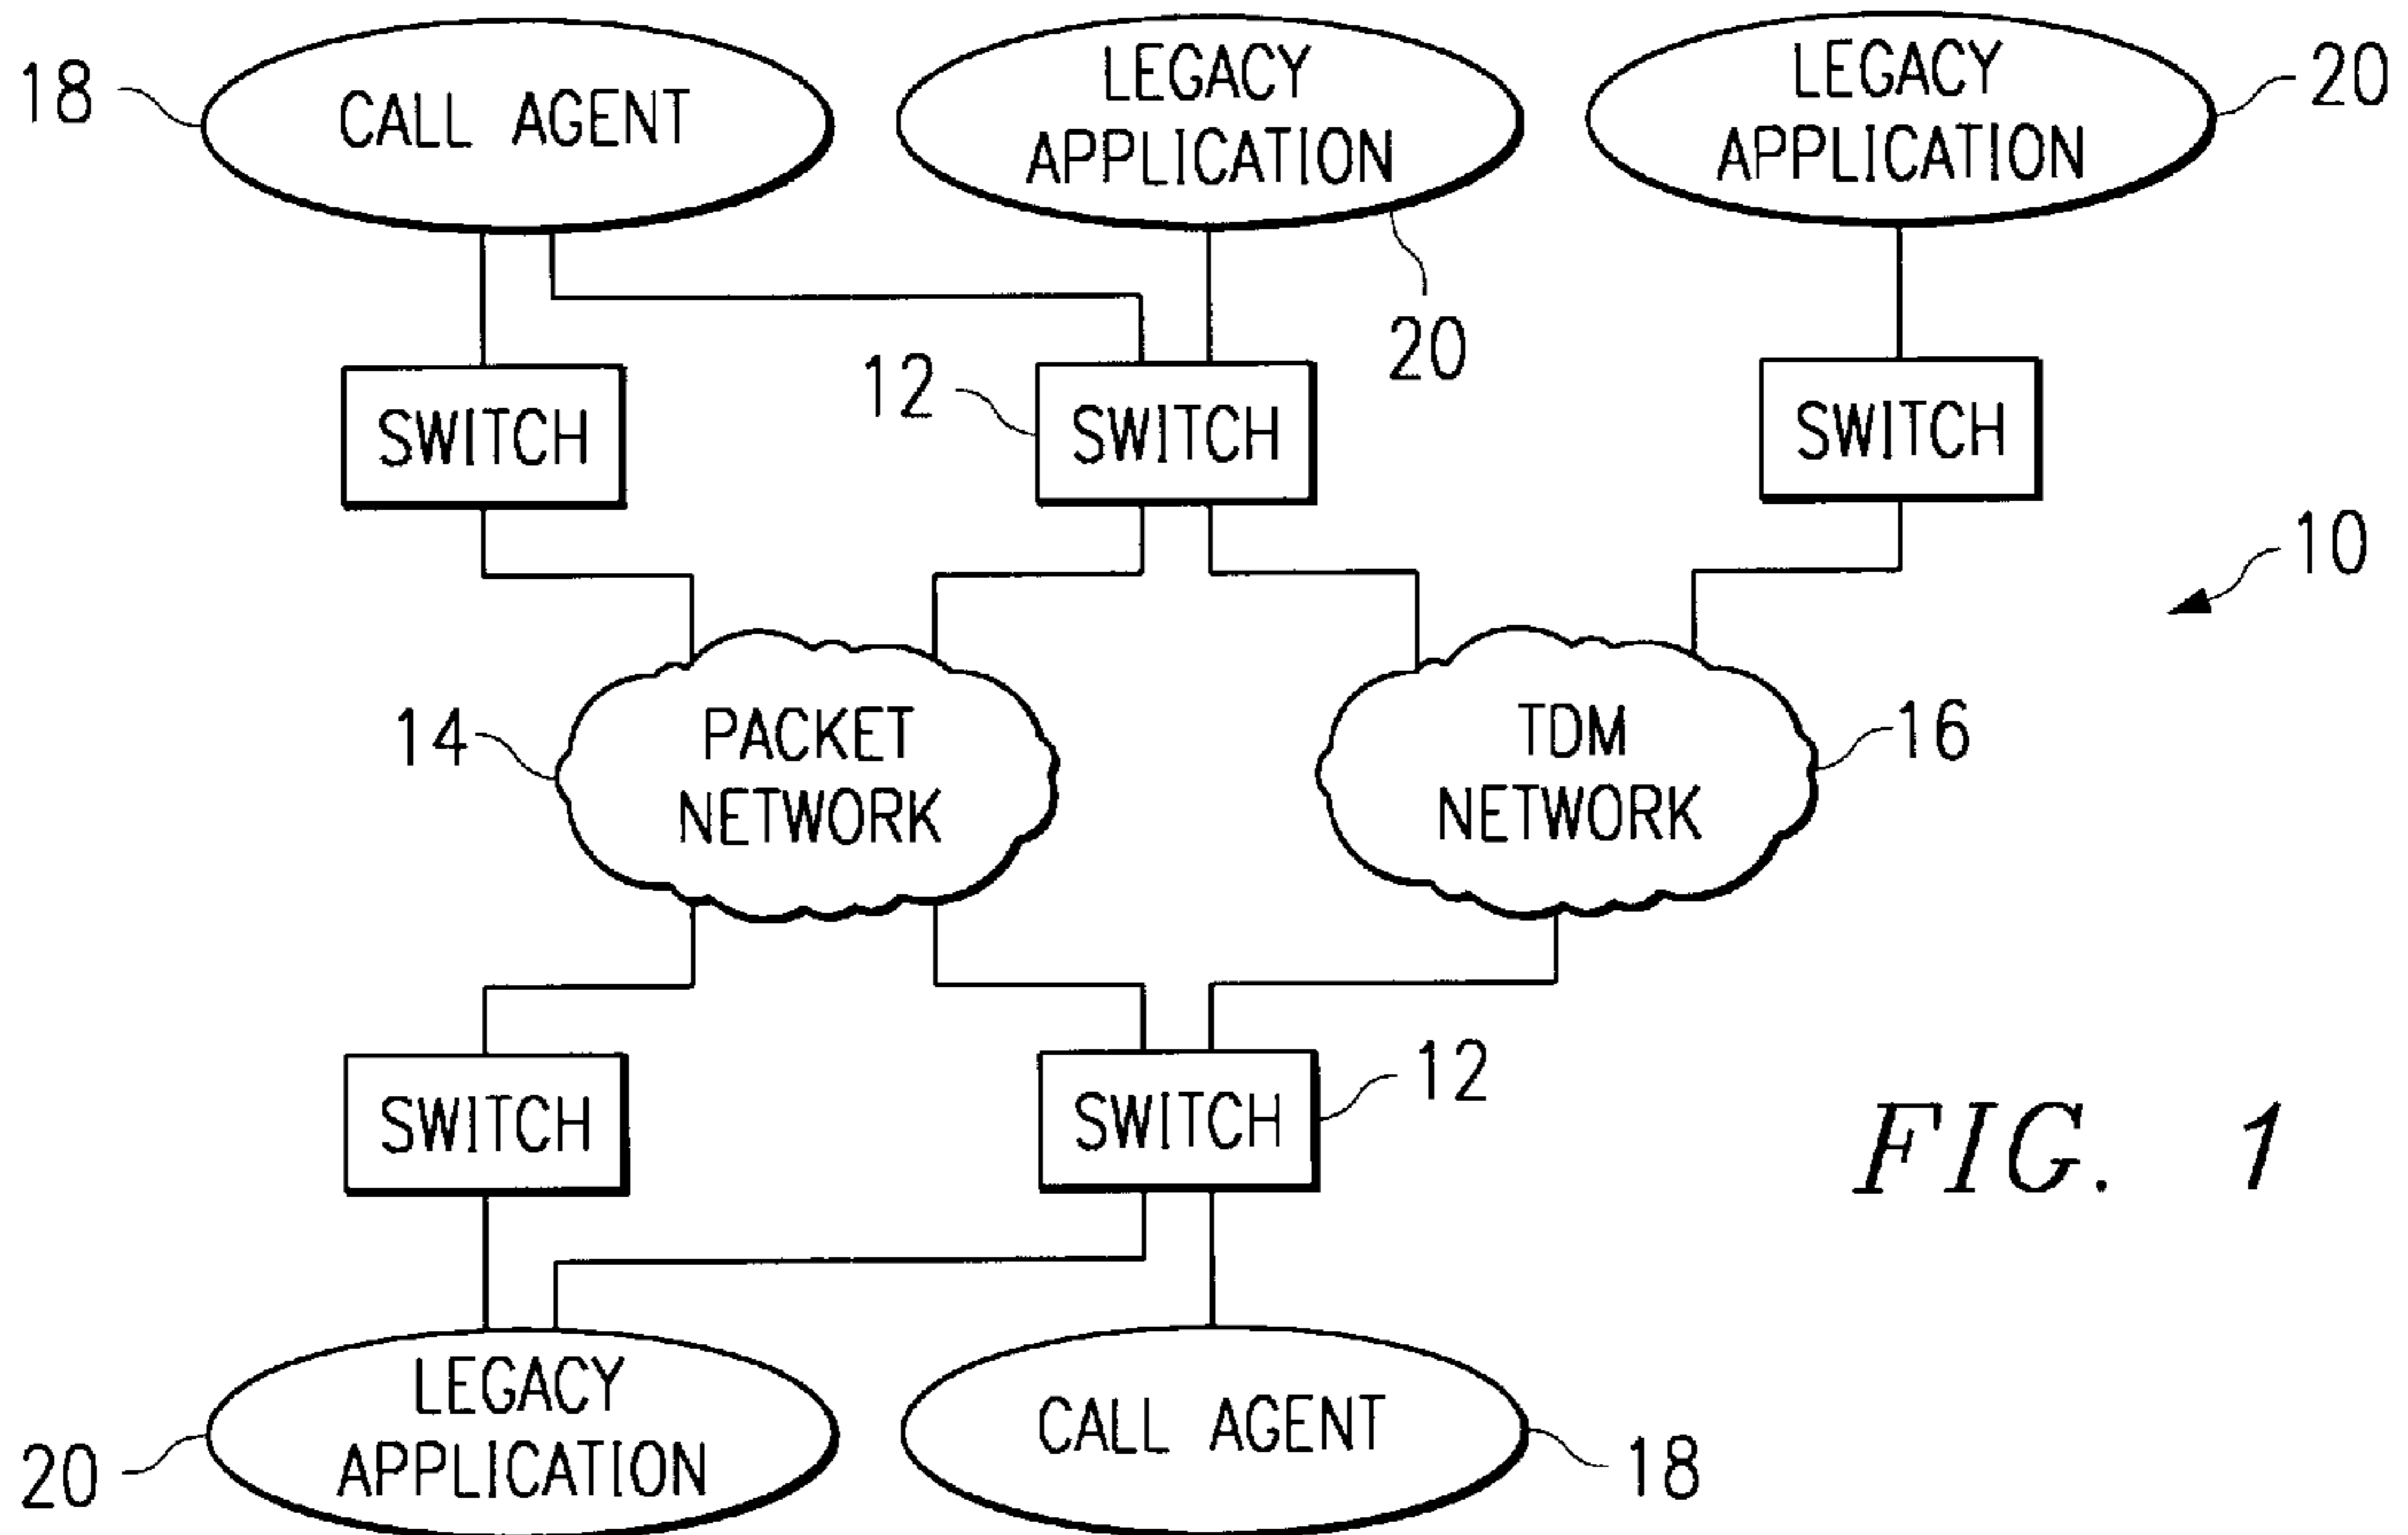 18
CALL AGENT
LEGACY
APPLICATION
LEGACY
APPLICATION
20
20
SWITCH
12
SWITCH
SWITCH
10
14
PACKET
NETWORK
TDM
NETWORK
16
SWITCH
SWITCH
12
FIG. 1
LEGACY
APPLICATION
20
CALL AGENT
18